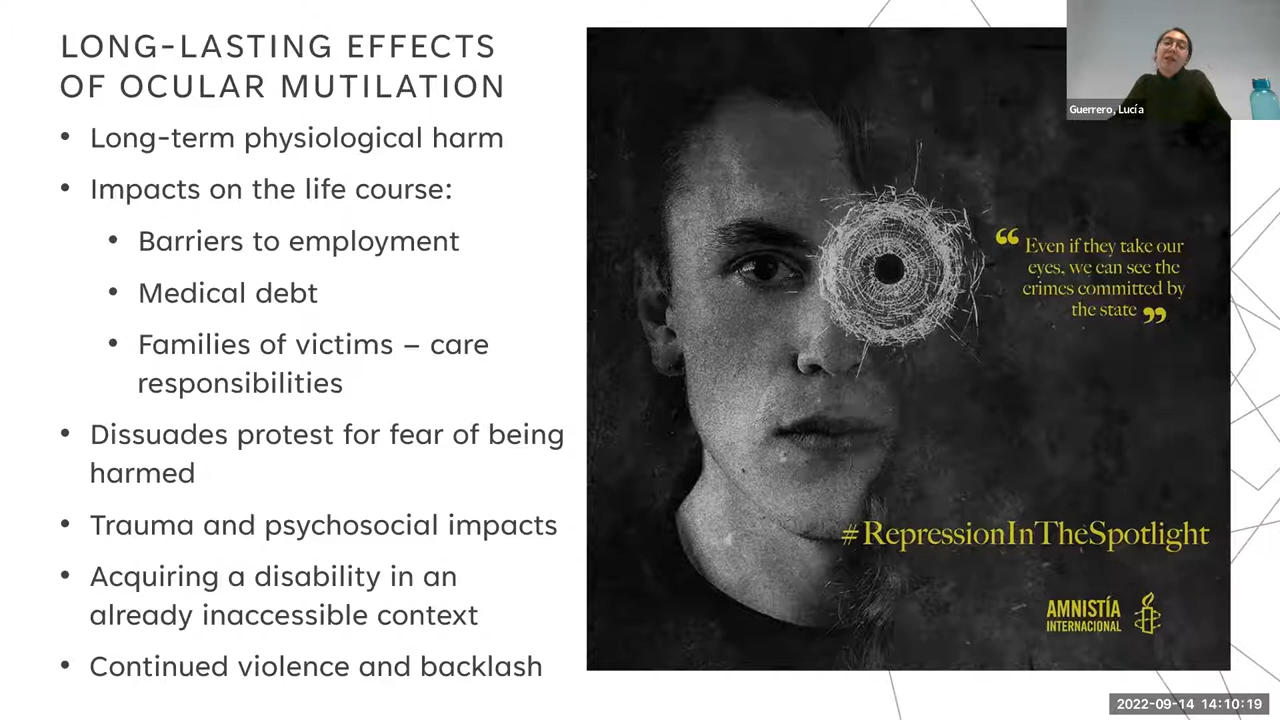 LONG-LASTING EFFECTS
OF OCULAR MUTILATION
• Long-term physiological harm
• Impacts on the life course:
• Barriers to employment
• Medical debt
• Families of victims – care
responsibilities
• Dissuades protest for fear of being
harmed
• Trauma and psychosocial impacts
• Acquiring a disability in an
already inaccessible context
• Continued violence and backlash
“ Even if they take our
eyes, we can see the
crimes committed by
the state ”
#RepressionInTheSpotlight
AMNISTÍA
INTERNACIONAL
Guerrero, Lucía
2022-09-14 14:10:19